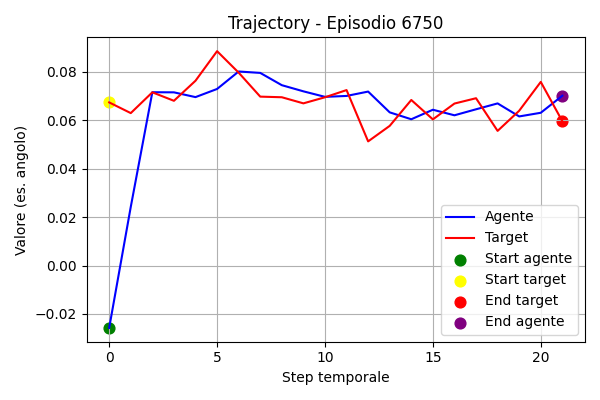 Trajectory - Episodio 6750
Valore (es. angolo)
0.08
0.06
0.04
0.02
0.00
−0.02
0
5
10
15
20
Step temporale
Agente
Target
Start agente
Start target
End target
End agente